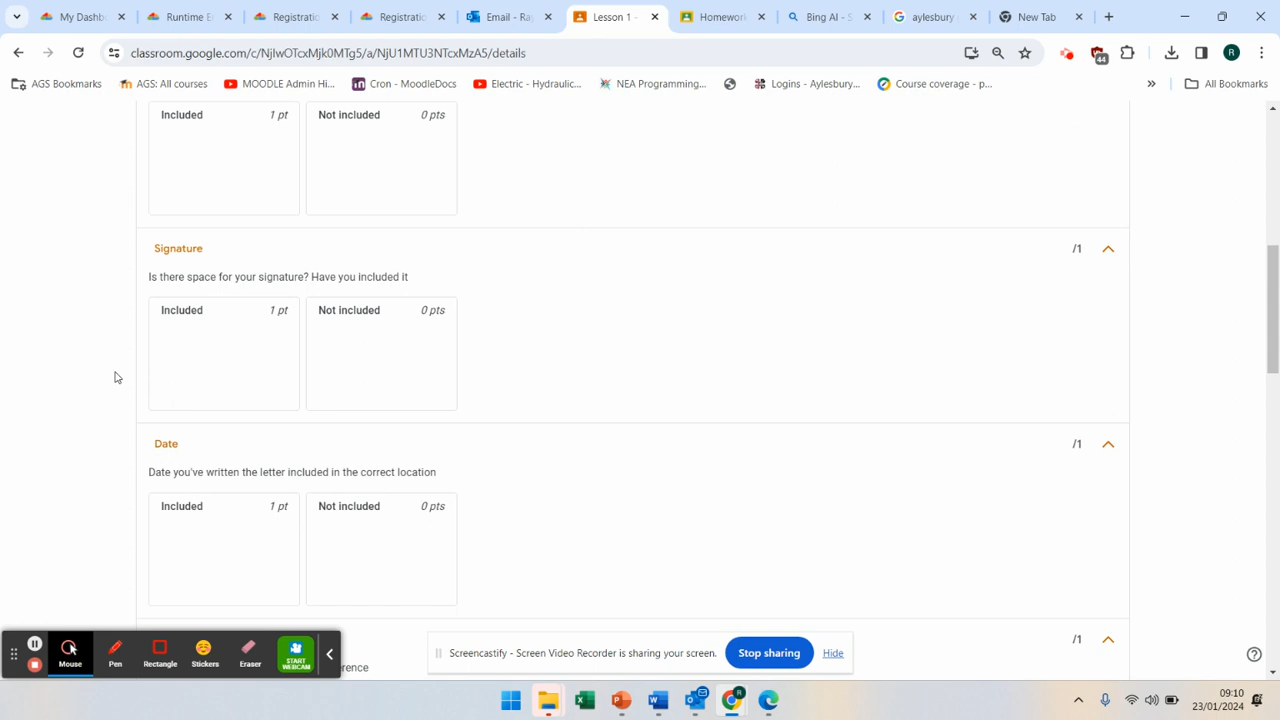 My Dashb
Runtime E
Registrati
Registratio
Email - Ra
Lesson 1 -
Homework
Bing AI - S
aylesbury
New Tab
classroom.google.com/c/NjIwOTcxMjk0MTg5/a/NjU1MTU3NTcxMzA5/details
44
R
AGS Bookmarks
AGS: All courses
MOODLE Admin Hi...
Cron - MoodleDocs
Electric - Hydraulic...
NEA Programming...
Logins - Aylesbury...
Course coverage - p...
»
All Bookmarks
Included 1 pt
Not included 0 pts
Signature /1
Is there space for your signature? Have you included it
Included 1 pt
Not included 0 pts
Date /1
Date you've written the letter included in the correct location
Included 1 pt
Not included 0 pts
/1
erence
Mouse
Pen
Rectangle
Stickers
Eraser
START
WEBCAM
Screencastify - Screen Video Recorder is sharing your screen.
Stop sharing
Hide
09:10
23/01/2024